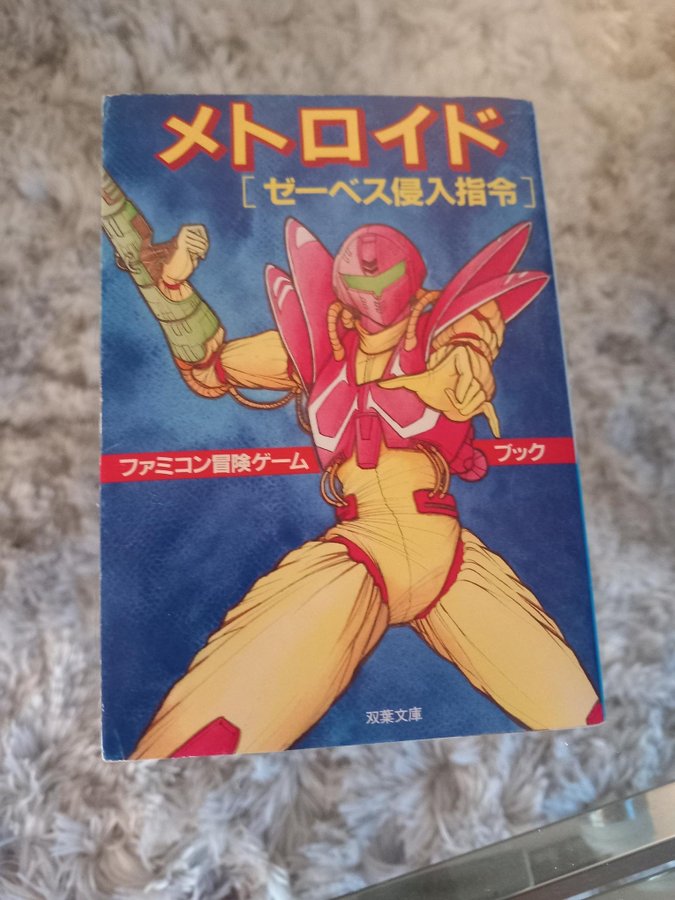 メトロイド
［ゼーベス侵入指令］
ファミコン冒険ゲームブック
双葉文庫